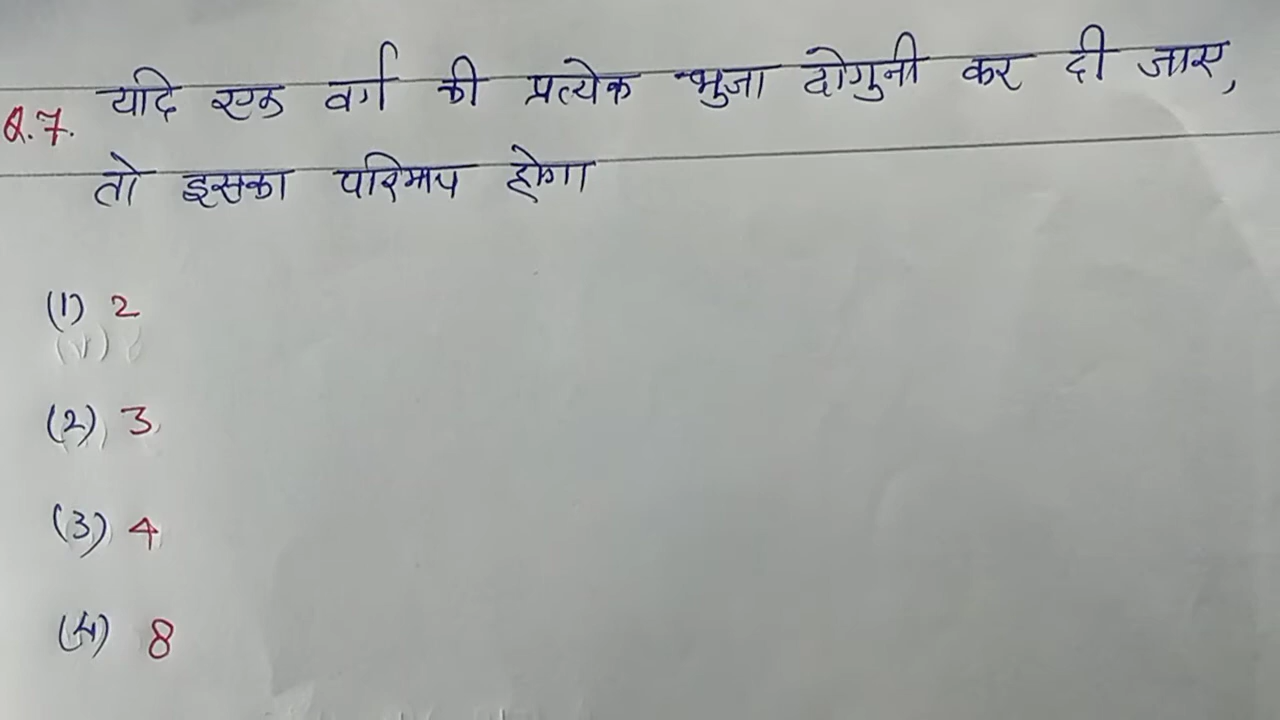 Q.7. यदि एक वर्ग की प्रत्येक भुजा दोगुनी कर दी जाए,
तो इसका परिमाप होगा
(1) 2
(2) 3
(3) 4
(4) 8